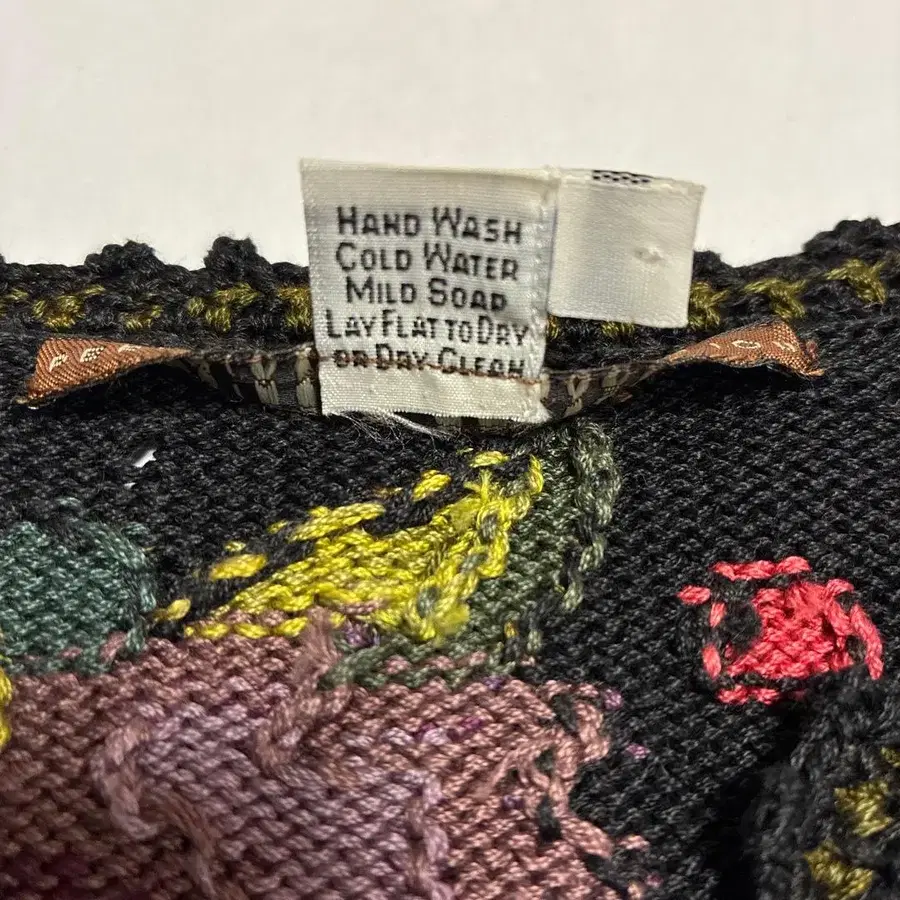 HAND WASH
COLD WATER
MILD SOAP
LAY FLAT TO DRY
OR DRY CLEAN